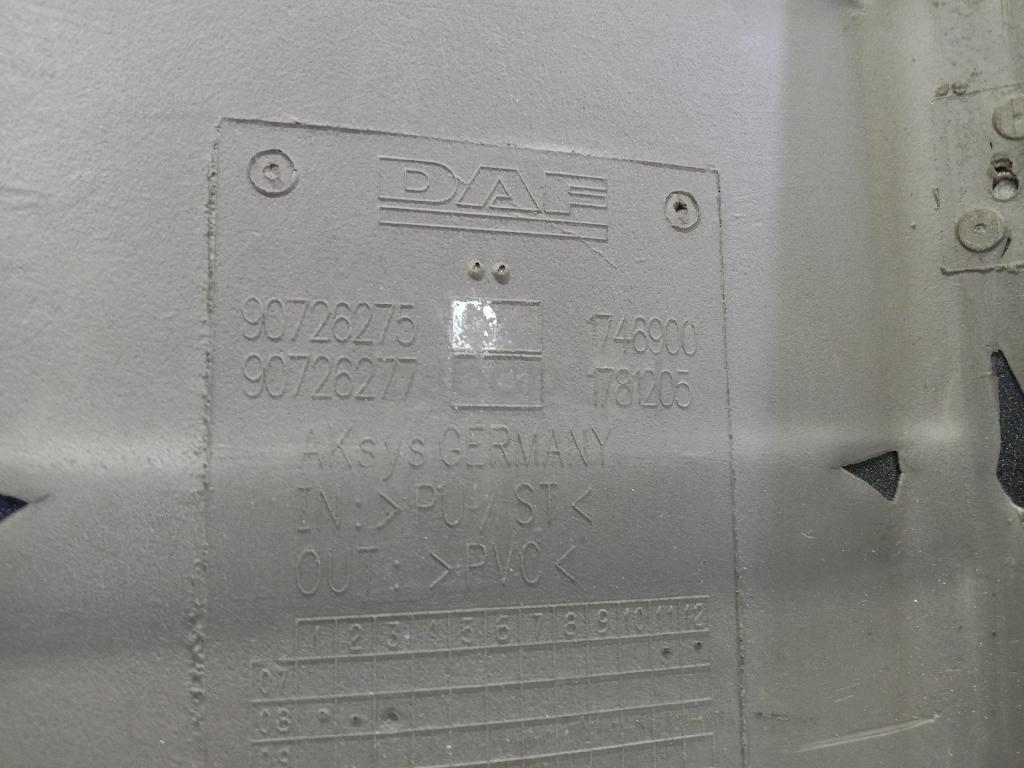 DAF
90726275 1746900
90726277 1781205
AKsys GERMANY
IN: >PU/ST<
OUT: >PVC<
1 2 3 4 5 6 7 8 9 10 11 12
07
08
09